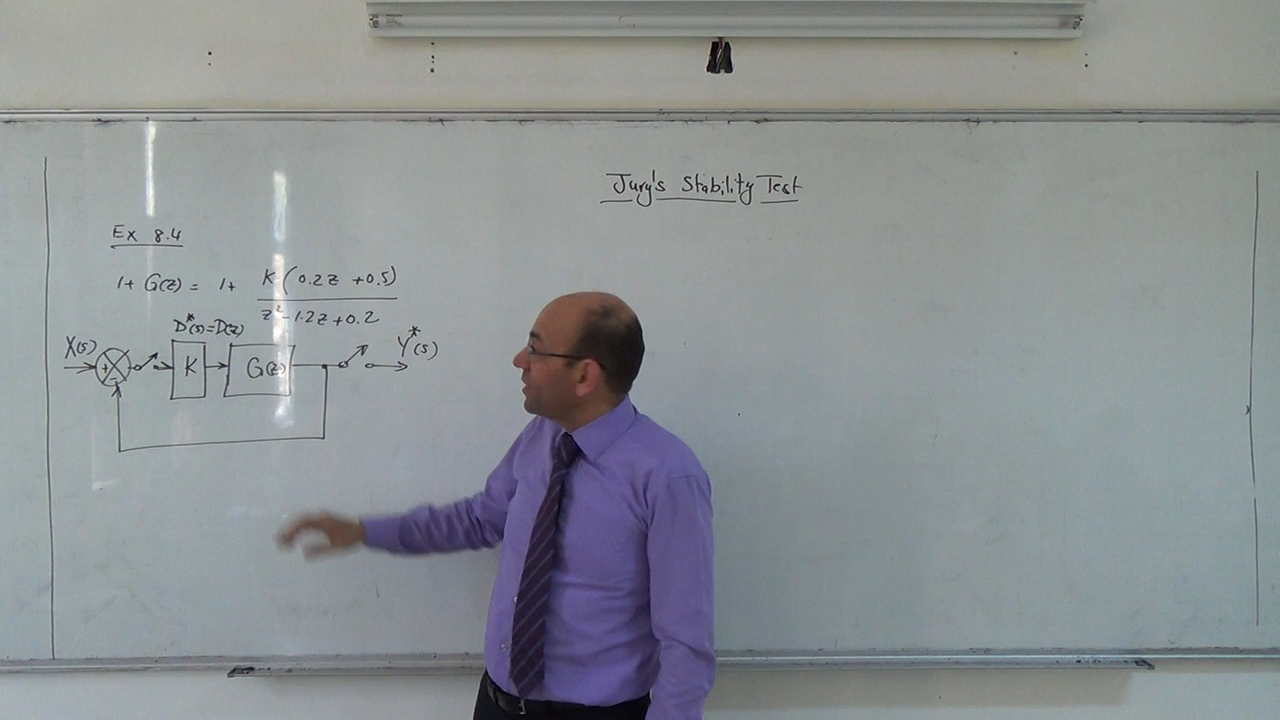 Jury's Stability Test
Ex 8.4
1+ G(z) = 1+ K(0.2z +0.5)
z²-1.2z+0.2
D*(s)=D(z)
X(s) + - K G(z) Y*(s)